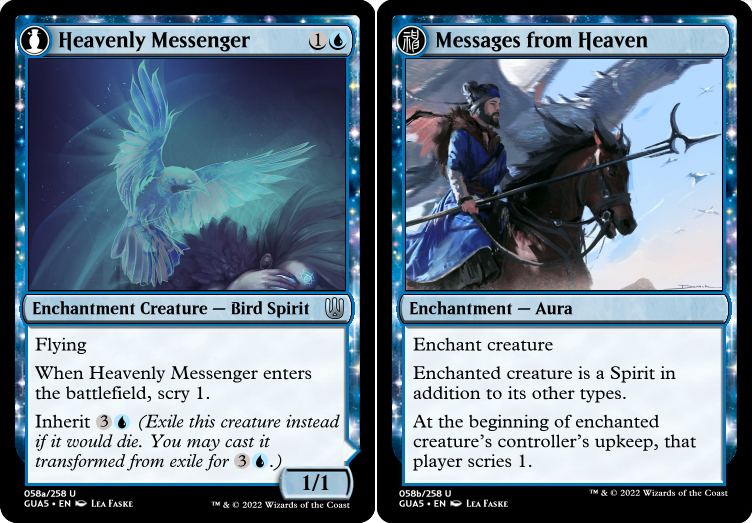 Heavenly Messenger
1
Enchantment Creature — Bird Spirit
Flying
When Heavenly Messenger enters
the battlefield, scry 1.
Inherit 3 (Exile this creature instead
if it would die. You may cast it
transformed from exile for 3 .)
1/1
058a/258 U
GUA5 • EN Lea Faske
™ & © 2022 Wizards of the Coast
Messages from Heaven
Enchantment — Aura
Enchant creature
Enchanted creature is a Spirit in
addition to its other types.
At the beginning of enchanted
creature's controller's upkeep, that
player scries 1.
058b/258 U
GUA5 • EN Lea Faske
™ & © 2022 Wizards of the Coast